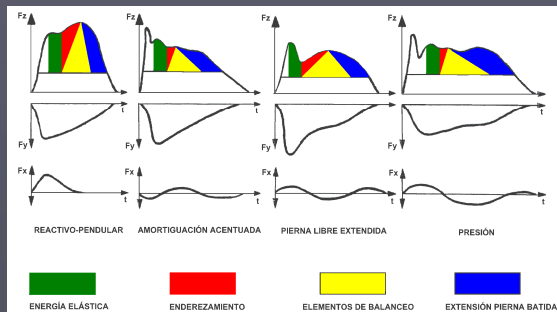 Fz Fz Fz Fz
t t t t
Fy Fy Fy Fy
Fx Fx Fx Fx
t t t t
REACTIVO-PENDULAR AMORTIGUACIÓN ACENTUADA PIERNA LIBRE EXTENDIDA PRESIÓN
ENERGÍA ELÁSTICA ENDEREZAMIENTO ELEMENTOS DE BALANCEO EXTENSIÓN PIERNA BATIDA